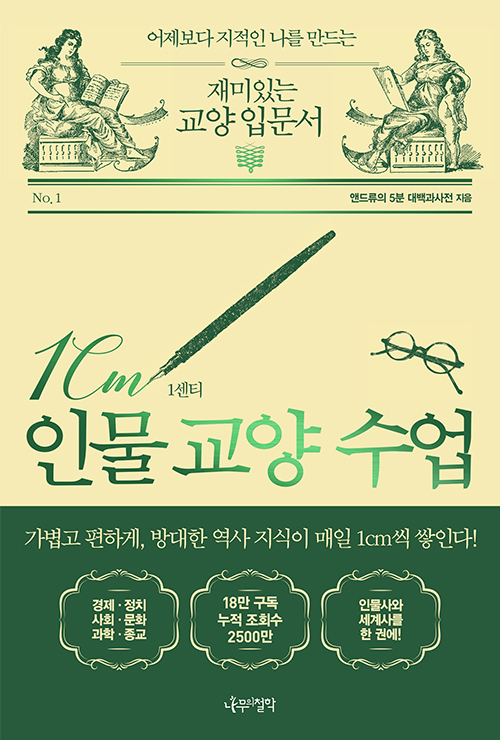 어제보다 지적인 나를 만드는
재미있는
교양 입문서
No. 1
앤드류의 5분 대백과사전 지음
1cm
1센티
인물 교양 수업
가볍고 편하게, 방대한 역사 지식이 매일 1cm씩 쌓인다!
경제 · 정치
사회 · 문화
과학 · 종교
18만 구독
누적 조회수
2500만
인물사와
세계사를
한 권에!
나무의철학